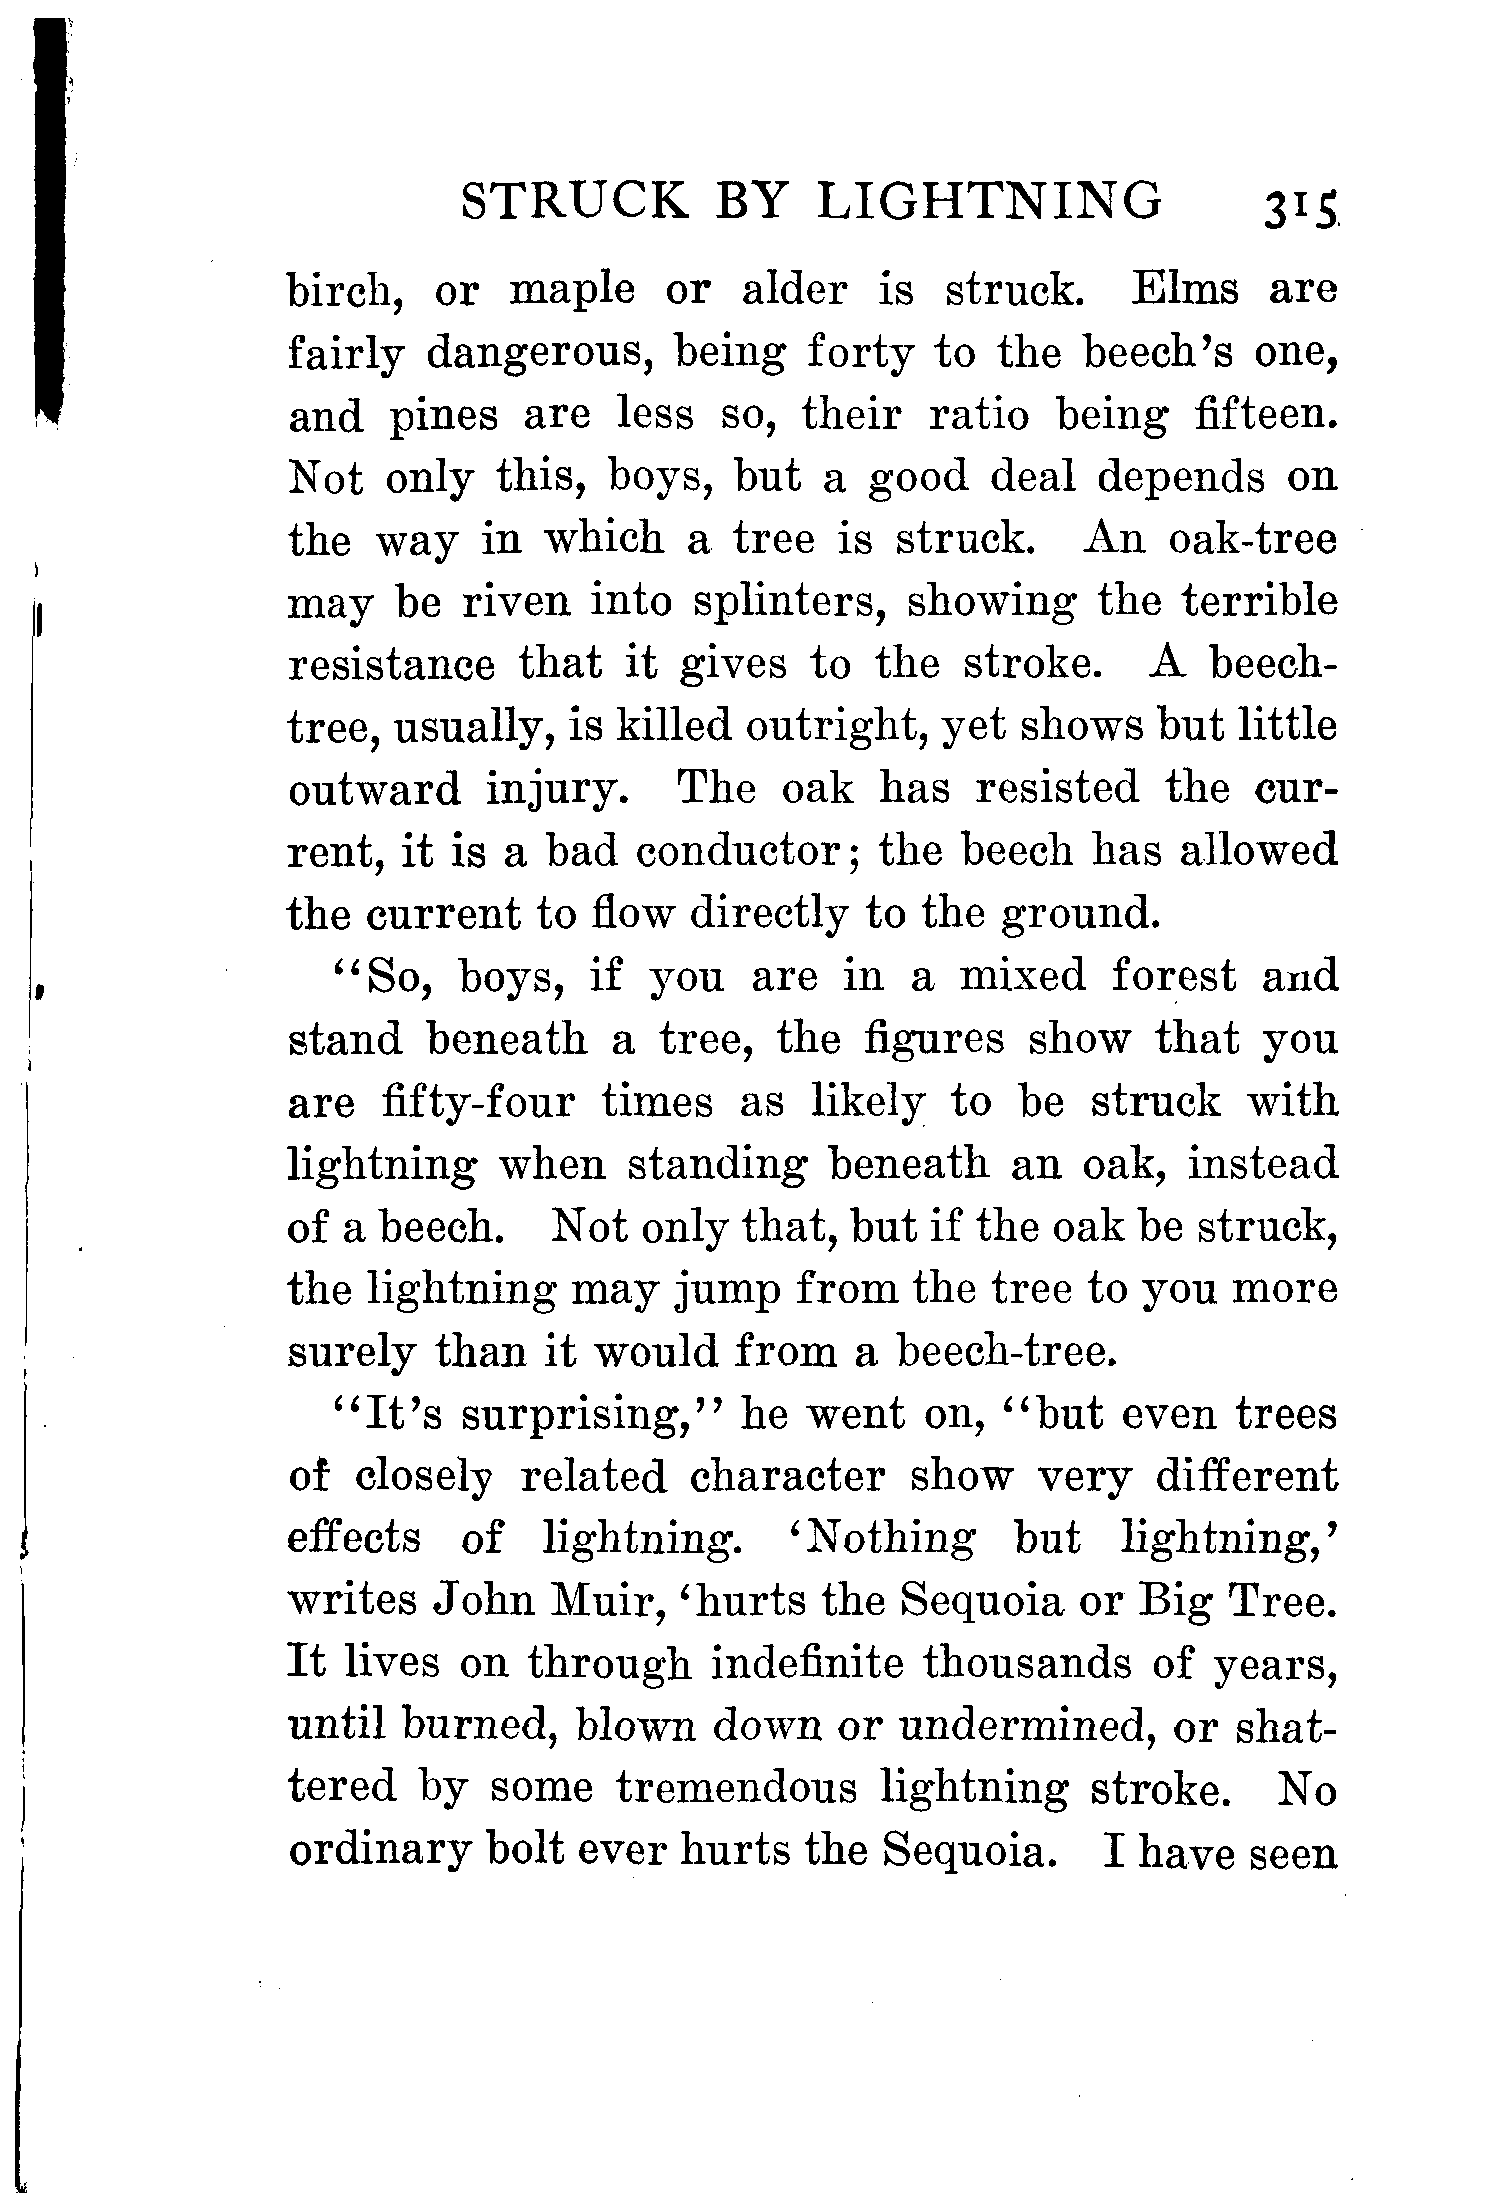 STRUCK BY LIGHTNING 315
birch, or maple or alder is struck. Elms are
fairly dangerous, being forty to the beech's one,
and pines are less so, their ratio being fifteen.
Not only this, boys, but a good deal depends on
the way in which a tree is struck. An oak-tree
may be riven into splinters, showing the terrible
resistance that it gives to the stroke. A beech-
tree, usually, is killed outright, yet shows but little
outward injury. The oak has resisted the cur-
rent, it is a bad conductor; the beech has allowed
the current to flow directly to the ground.
"So, boys, if you are in a mixed forest and
stand beneath a tree, the figures show that you
are fifty-four times as likely to be struck with
lightning when standing beneath an oak, instead
of a beech. Not only that, but if the oak be struck,
the lightning may jump from the tree to you more
surely than it would from a beech-tree.
"It's surprising," he went on, "but even trees
of closely related character show very different
effects of lightning. 'Nothing but lightning,'
writes John Muir, 'hurts the Sequoia or Big Tree.
It lives on through indefinite thousands of years,
until burned, blown down or undermined, or shat-
tered by some tremendous lightning stroke. No
ordinary bolt ever hurts the Sequoia. I have seen